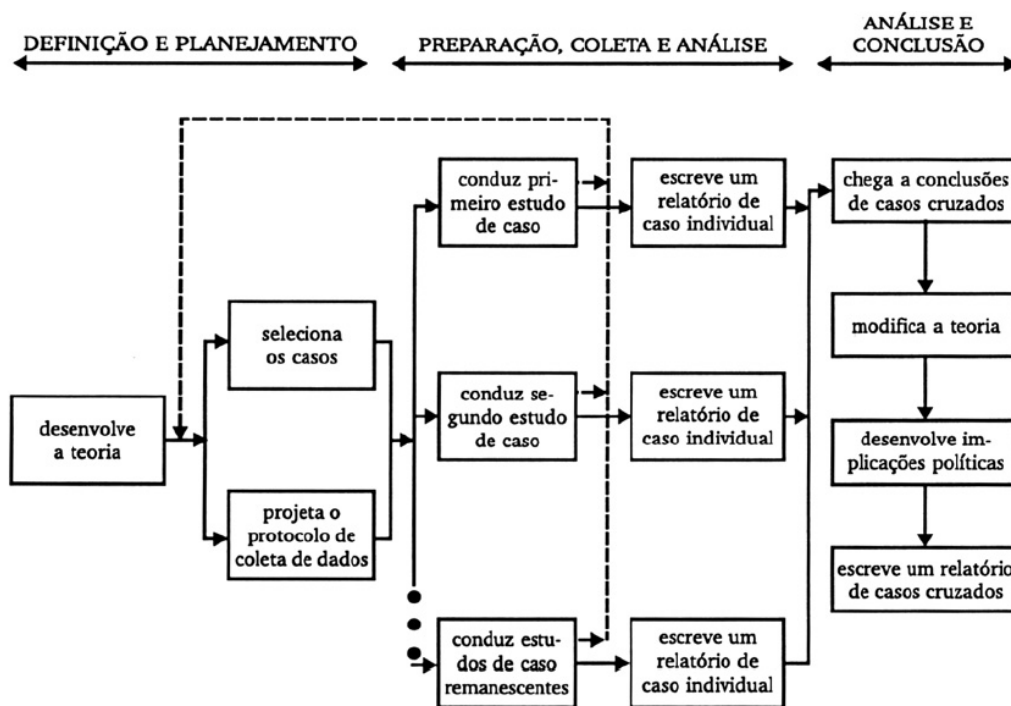 DEFINIÇÃO E PLANEJAMENTO
PREPARAÇÃO, COLETA E ANÁLISE
ANÁLISE E
CONCLUSÃO
desenvolve
a teoria
seleciona
os casos
projeta o
protocolo de
coleta de dados
conduz pri-
meiro estudo
de caso
escreve um
relatório de
caso individual
conduz se-
gundo estudo
de caso
escreve um
relatório de
caso individual
conduz estu-
dos de caso
remanescentes
escreve um
relatório de
caso individual
chega a conclusões
de casos cruzados
modifica a teoria
desenvolve im-
plicações políticas
escreve um relatório
de casos cruzados